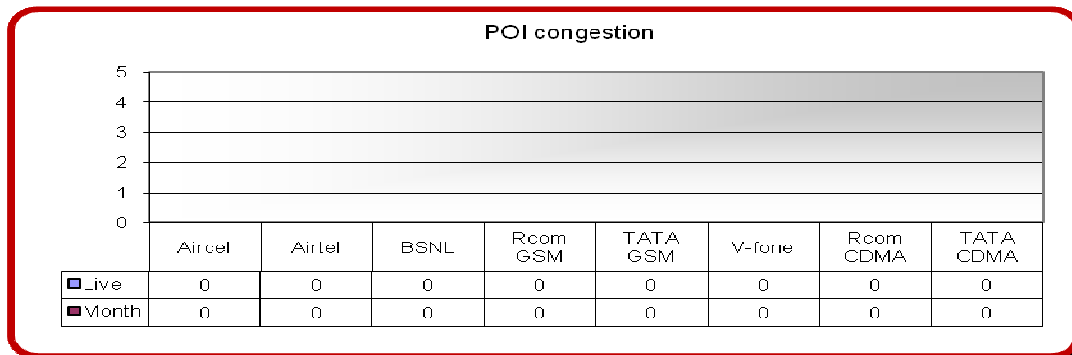 POI congestion
5
4
3
2
1
0
Aircel Airtel BSNL Rcom GSM TATA GSM V-fone Rcom CDMA TATA CDMA
Live 0 0 0 0 0 0 0 0
Month 0 0 0 0 0 0 0 0